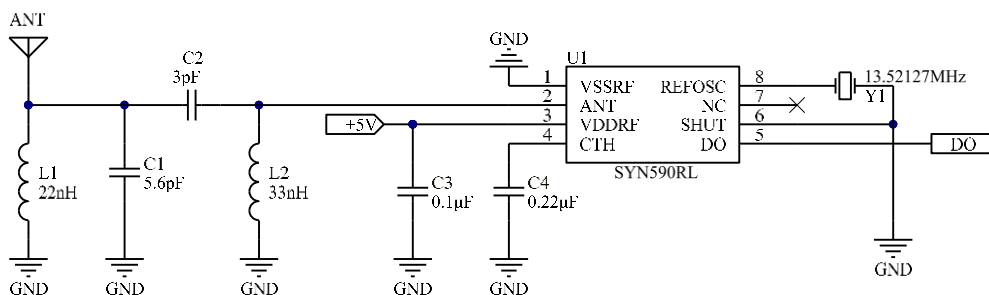 ANT
C2
3pF
GND
U1
1
VSSRF
REFOSC
8
13.52127MHz
Y1
2
ANT
NC
7
+5V
3
VDDRF
SHUT
6
4
CTH
DO
5
DO
SYN590RL
L1
22nH
C1
5.6pF
L2
33nH
C3
0.1µF
C4
0.22µF
GND
GND
GND
GND
GND
GND